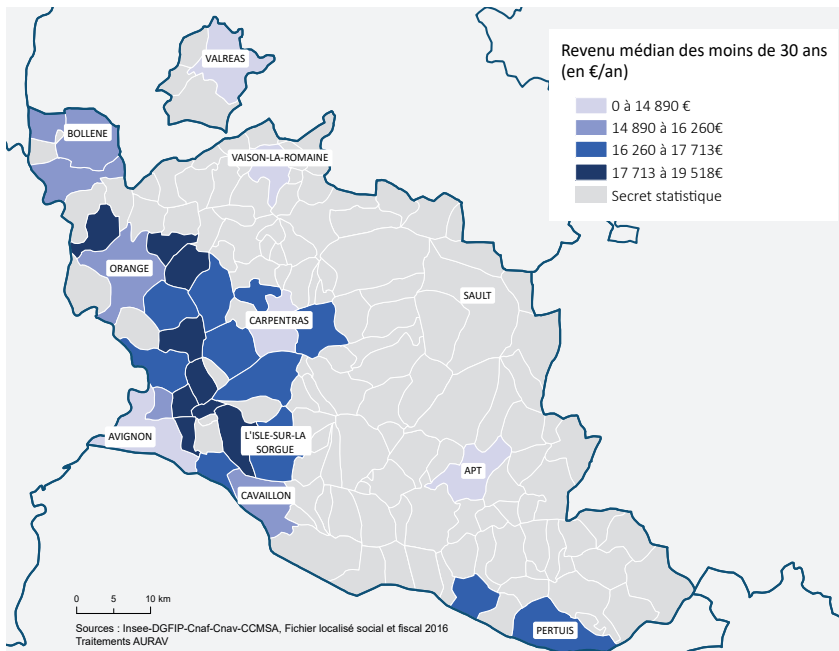 Revenu médian des moins de 30 ans
(en €/an)
0 à 14 890 €
14 890 à 16 260€
16 260 à 17 713€
17 713 à 19 518€
Secret statistique
VALREAS
BOLLENE
VAISON-LA-ROMAINE
ORANGE
SAULT
CARPENTRAS
AVIGNON
L'ISLE-SUR-LA
SORGUE
APT
CAVAILLON
PERTUIS
0 5 10 km
Sources : Insee-DGFIP-Cnaf-Cnav-CCMSA, Fichier localisé social et fiscal 2016
Traitements AURAV